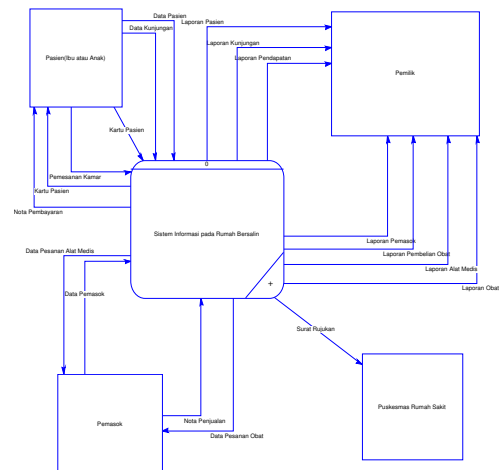 Data Pasien
Laporan Pasien
Data Kunjungan
Laporan Kunjungan
Pasien(Ibu atau Anak)
Laporan Pendapatan
Pemilik
Kartu Pasien
0
Pemesanan Kamar
Kartu Pasien
Nota Pembayaran
Sistem Informasi pada Rumah Bersalin
Laporan Pemasok
Data Pesanan Alat Medis
Laporan Pembelian Obat
Laporan Alat Medis
+
Laporan Obat
Data Pemasok
Surat Rujukan
Puskesmas Rumah Sakit
Pemasok
Nota Penjualan
Data Pesanan Obat